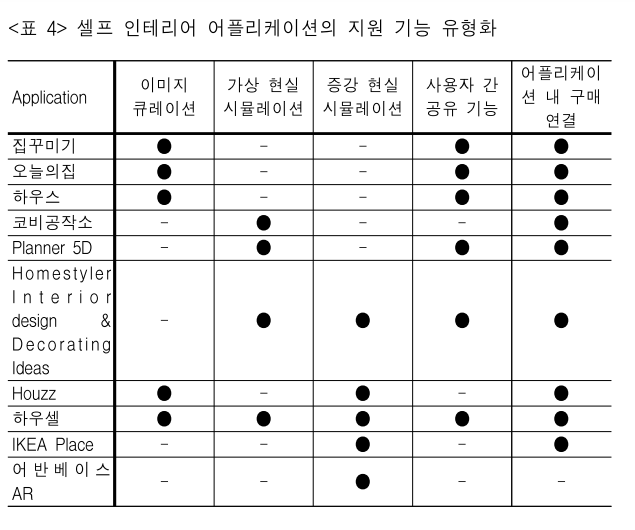 <표 4> 셀프 인테리어 어플리케이션의 지원 기능 유형화
Application 이미지 큐레이션 가상 현실 시뮬레이션 증강 현실 시뮬레이션 사용자 간 공유 기능 어플리케이션 내 구매 연결
집꾸미기 ● - - ● ●
오늘의집 ● - - ● ●
하우스 ● - - ● ●
코비공작소 - ● - - ●
Planner 5D - ● - ● ●
Homestyler
Interior
design &
Decorating
Ideas - ● ● ● ●
Houzz ● - ● - ●
하우셀 ● ● ● ● ●
IKEA Place - - ● - ●
어반베이스
AR - - ● - -